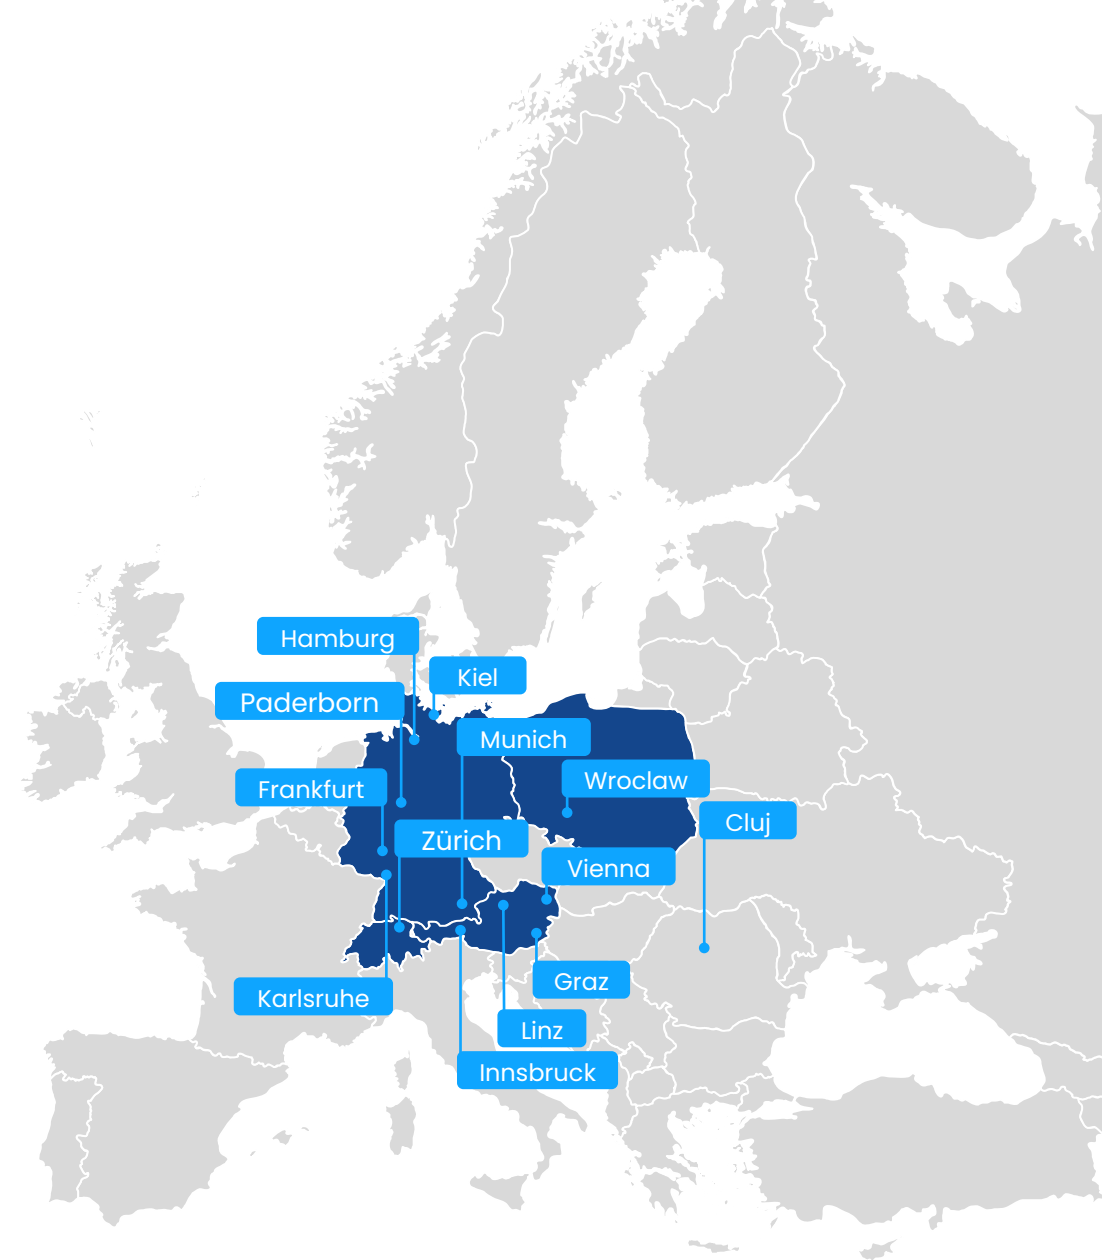 Hamburg
Kiel
Paderborn
Munich
Wroclaw
Frankfurt
Cluj
Zürich
Vienna
Graz
Karlsruhe
Linz
Innsbruck